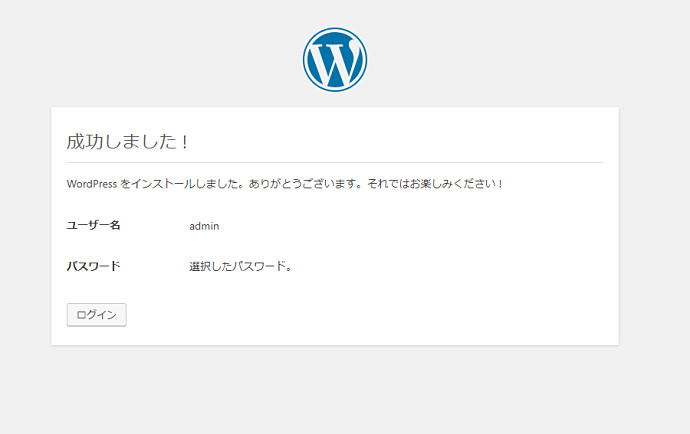 成功しました !
WordPress をインストールしました。ありがとうございます。それではお楽しみください !
ユーザー名 admin
パスワード 選択したパスワード。
ログイン